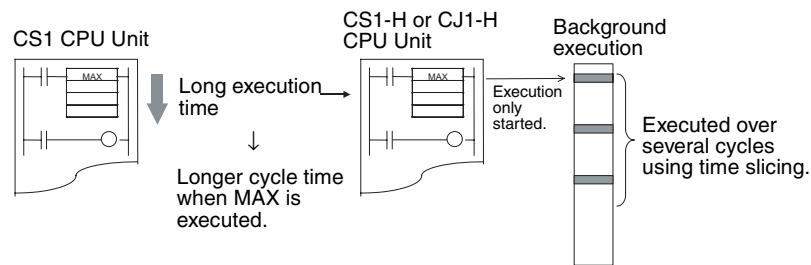 CS1 CPU Unit
MAX
Long execution
time
↓
Longer cycle time
when MAX is
executed.
CS1-H or CJ1-H
CPU Unit
MAX
Execution
only
started.
Background
execution
Executed over
several cycles
using time slicing.